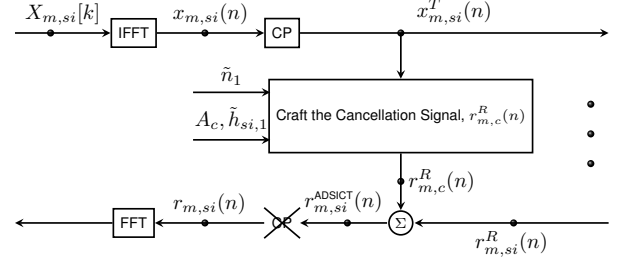 X_{m,si}[k] IFFT x_{m,si}(n) CP x^T_{m,si}(n)
ñ_1
A_c, h̃_{si,1}
Craft the Cancellation Signal, r^R_{m,c}(n)
r^R_{m,c}(n)
FFT r_{m,si}(n) CP r^{ADSICT}_{m,si}(n) Σ
r^R_{m,si}(n)